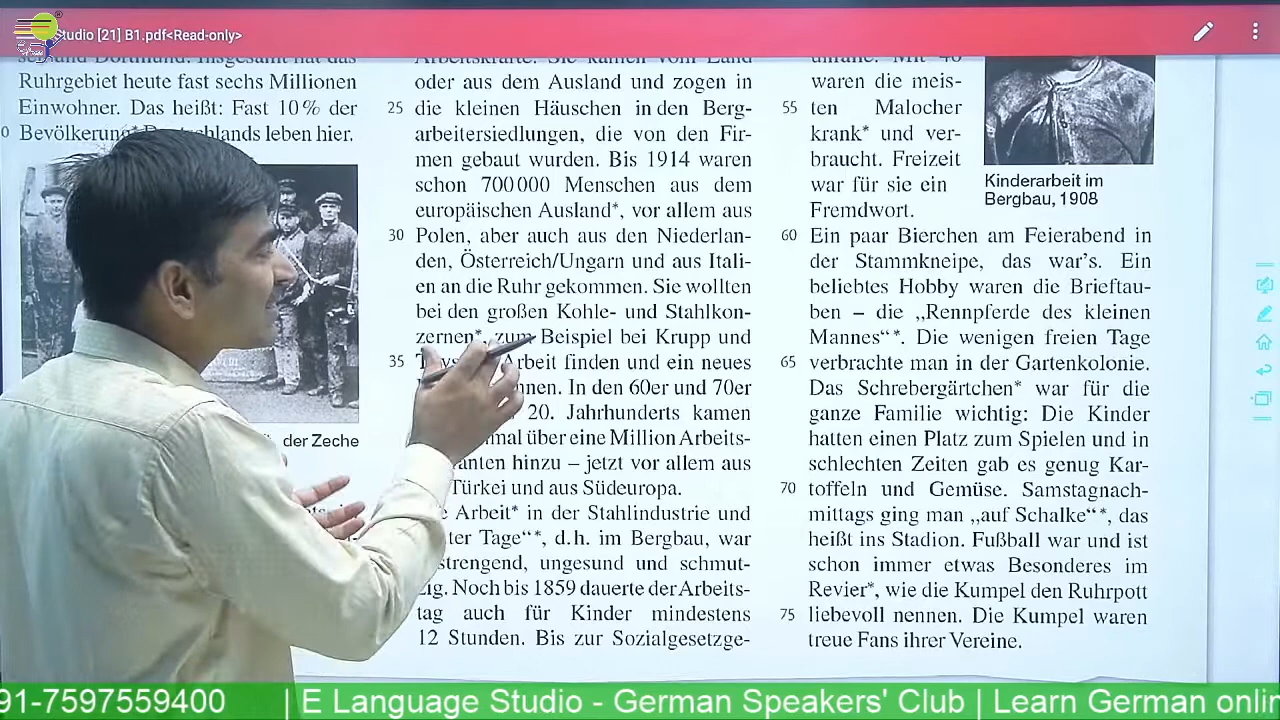 Studio [21] B1.pdf<Read-only>
Dortmund. Insgesamt hat das
Ruhrgebiet heute fast sechs Millionen
Einwohner. Das heißt: Fast 10% der
Bevölkerung* Deutschlands leben hier.
der Zeche
Arbeitskräfte. Sie kamen vom Land
oder aus dem Ausland und zogen in
25 die kleinen Häuschen in den Berg-
arbeitersiedlungen, die von den Fir-
men gebaut wurden. Bis 1914 waren
schon 700000 Menschen aus dem
europäischen Ausland*, vor allem aus
30 Polen, aber auch aus den Niederlan-
den, Österreich/Ungarn und aus Itali-
en an die Ruhr gekommen. Sie wollten
bei den großen Kohle- und Stahlkon-
zernen*, zum Beispiel bei Krupp und
35 Arbeit finden und ein neues
In den 60er und 70er
20. Jahrhunderts kamen
über eine Million Arbeits-
hinzu – jetzt vor allem aus
Türkei und aus Südeuropa.
Arbeit* in der Stahlindustrie und
Tage“*, d.h. im Bergbau, war
ungesund und schmut-
zig. Noch bis 1859 dauerte der Arbeits-
tag auch für Kinder mindestens
12 Stunden. Bis zur Sozialgesetzge-
waren die meis-
55 ten Malocher
krank* und ver-
braucht. Freizeit
war für sie ein
Fremdwort.
Kinderarbeit im
Bergbau, 1908
60 Ein paar Bierchen am Feierabend in
der Stammkneipe, das war's. Ein
beliebtes Hobby waren die Brieftau-
ben – die „Rennpferde des kleinen
Mannes“*. Die wenigen freien Tage
65 verbrachte man in der Gartenkolonie.
Das Schrebergärtchen* war für die
ganze Familie wichtig: Die Kinder
hatten einen Platz zum Spielen und in
schlechten Zeiten gab es genug Kar-
70 toffeln und Gemüse. Samstagnach-
mittags ging man „auf Schalke“*, das
heißt ins Stadion. Fußball war und ist
schon immer etwas Besonderes im
Revier*, wie die Kumpel den Ruhrpott
75 liebevoll nennen. Die Kumpel waren
treue Fans ihrer Vereine.
91-7597559400 | E Language Studio - German Speakers' Club | Learn German onlin